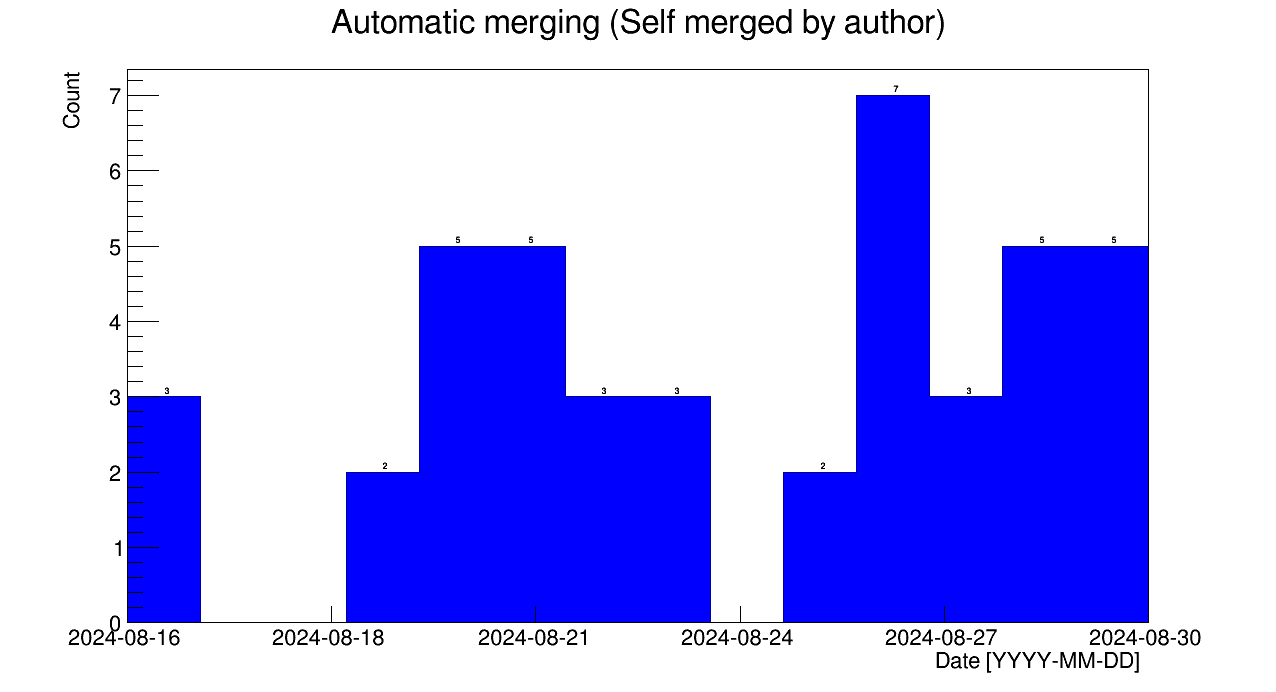 Automatic merging (Self merged by author)
Count
7
7
6
5
5 5 5 5
4
3
3 3 3 3
2
2 2
1
0
2024-08-16 2024-08-18 2024-08-21 2024-08-24 2024-08-27 2024-08-30
Date [YYYY-MM-DD]